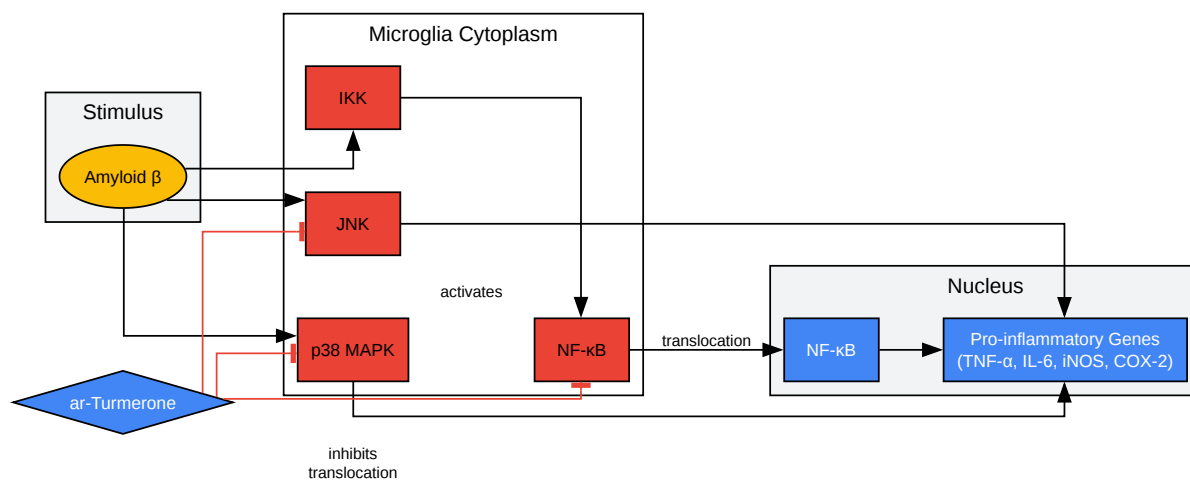 Microglia Cytoplasm
IKK
Stimulus
Amyloid β
JNK
activates
Nucleus
p38 MAPK
NF-κB
translocation
NF-κB
Pro-inflammatory Genes
(TNF-α, IL-6, iNOS, COX-2)
ar-Turmerone
inhibits
translocation